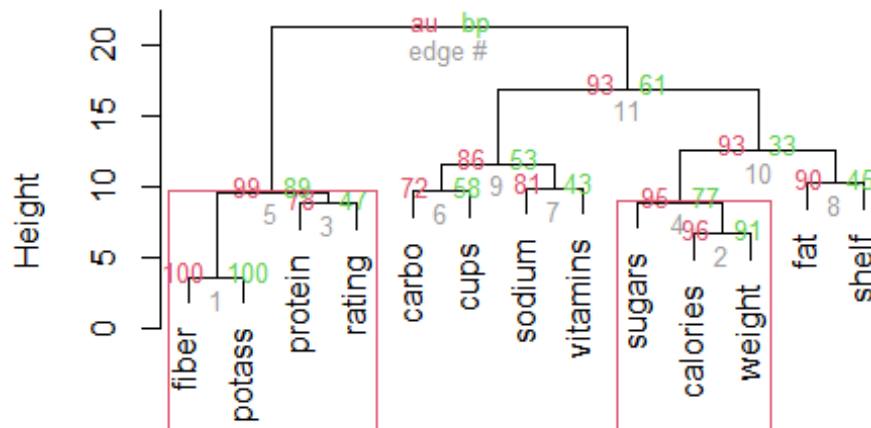 au bp
edge #
20
93 61
11
15
93 33
10
86 53
9
99 89
5
78 47
3
72 58
6
81 43
7
95 77
4
90 45
8
10
96 91
2
5
100 100
1
0
Height
fiber
potass
protein
rating
carbo
cups
sodium
vitamins
sugars
calories
weight
fat
shelf